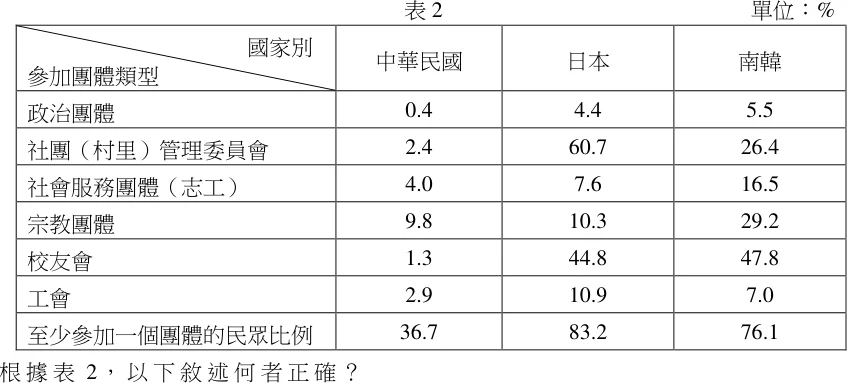 表 2 單位：%
國家別
參加團體類型 中華民國 日本 南韓
政治團體 0.4 4.4 5.5
社團（村里）管理委員會 2.4 60.7 26.4
社會服務團體（志工） 4.0 7.6 16.5
宗教團體 9.8 10.3 29.2
校友會 1.3 44.8 47.8
工會 2.9 10.9 7.0
至少參加一個團體的民眾比例 36.7 83.2 76.1
根據表 2，以下敘述何者正確？